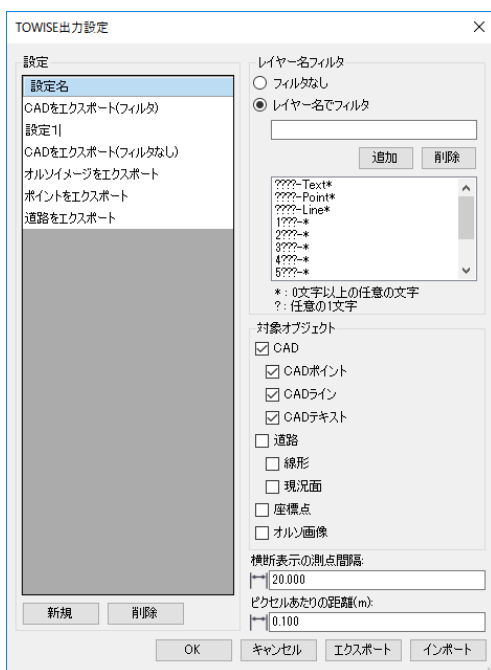 TOWISE出力設定
設定
設定名
CADをエクスポート(フィルタ)
設定1
CADをエクスポート(フィルタなし)
オルソイメージをエクスポート
ポイントをエクスポート
道路をエクスポート
新規
削除
レイヤー名フィルタ
フィルタなし
レイヤー名でフィルタ
追加
削除
????-Text*
????-Point*
????-Line*
1???-*
2???-*
3???-*
4???-*
5???-*
*：0文字以上の任意の文字
?：任意の1文字
対象オブジェクト
CAD
CADポイント
CADライン
CADテキスト
道路
線形
現況面
座標点
オルソ画像
横断表示の測点間隔:
20.000
ピクセルあたりの距離(m):
0.100
OK
キャンセル
エクスポート
インポート